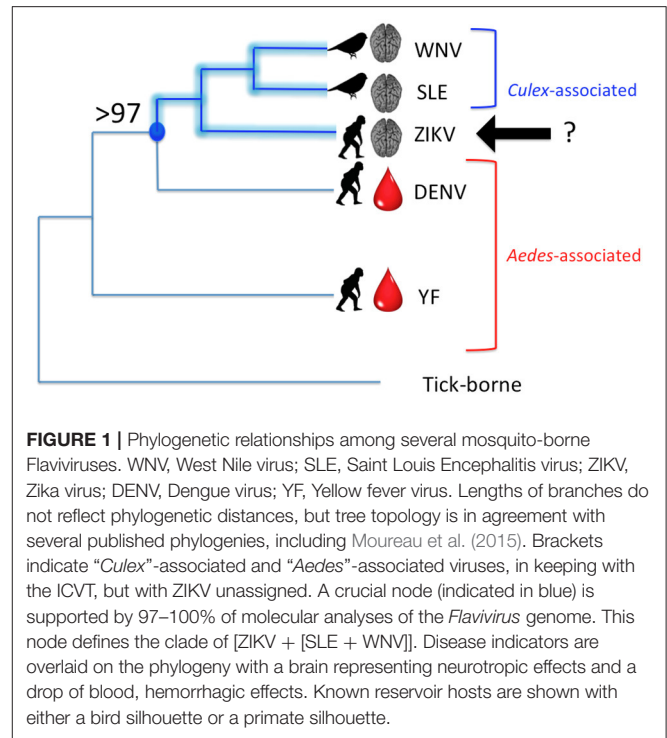 WNV
SLE
Culex-associated
>97
ZIKV
?
DENV
Aedes-associated
YF
Tick-borne
FIGURE 1 | Phylogenetic relationships among several mosquito-borne
Flaviviruses. WNV, West Nile virus; SLE, Saint Louis Encephalitis virus; ZIKV,
Zika virus; DENV, Dengue virus; YF, Yellow fever virus. Lengths of branches do
not reflect phylogenetic distances, but tree topology is in agreement with
several published phylogenies, including Moureau et al. (2015). Brackets
indicate “Culex”-associated and “Aedes”-associated viruses, in keeping with
the ICVT, but with ZIKV unassigned. A crucial node (indicated in blue) is
supported by 97–100% of molecular analyses of the Flavivirus genome. This
node defines the clade of [ZIKV + [SLE + WNV]]. Disease indicators are
overlaid on the phylogeny with a brain representing neurotropic effects and a
drop of blood, hemorrhagic effects. Known reservoir hosts are shown with
either a bird silhouette or a primate silhouette.